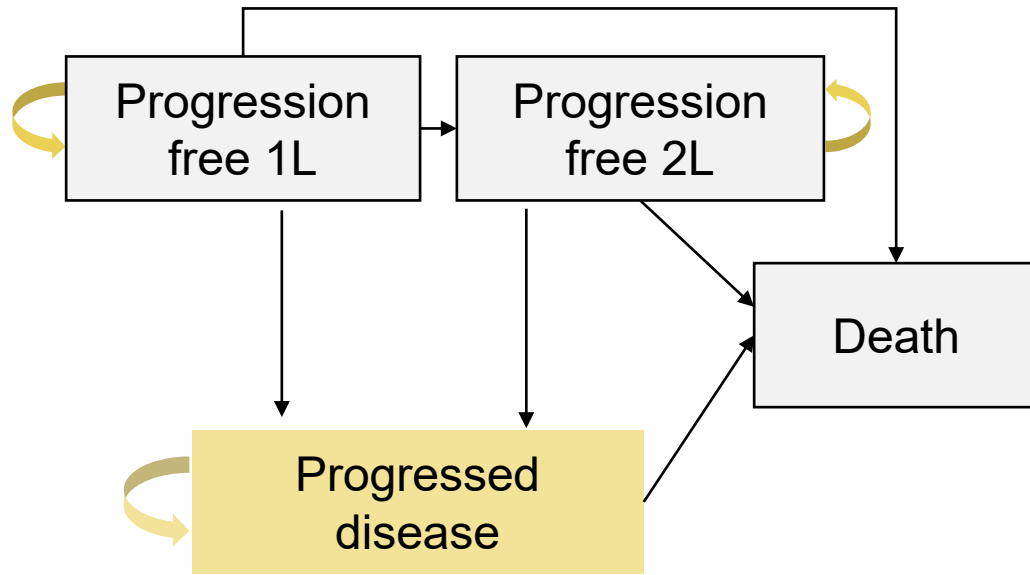 Progression
free 1L
Progression
free 2L
Death
Progressed
disease